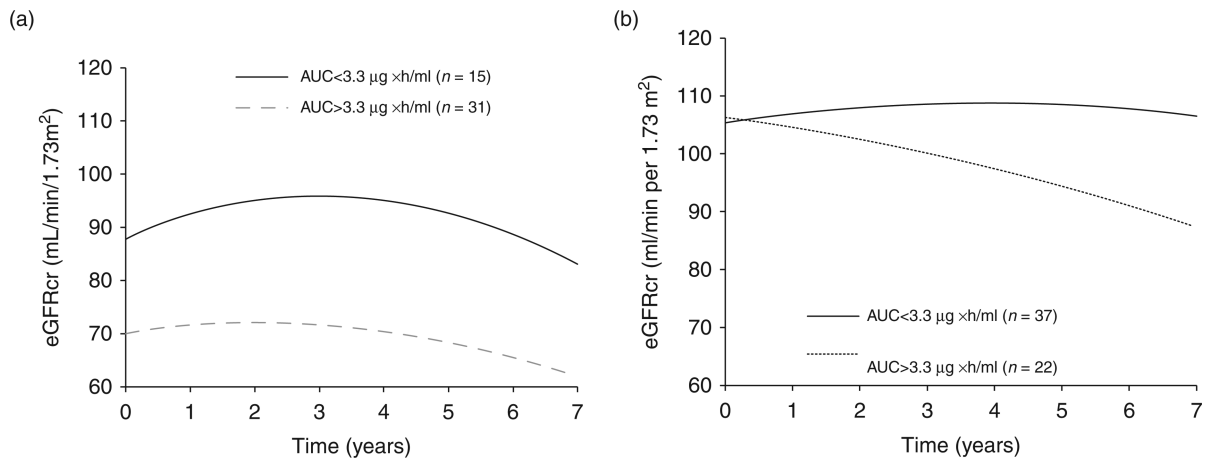 (a)
120
110
100
90
80
70
60
eGFRcr (mL/min/1.73m²)
AUC<3.3 µg ×h/ml (n = 15)
AUC>3.3 µg ×h/ml (n = 31)
0 1 2 3 4 5 6 7
Time (years)
(b)
120
110
100
90
80
70
60
eGFRcr (ml/min per 1.73 m²)
AUC<3.3 µg ×h/ml (n = 37)
AUC>3.3 µg ×h/ml (n = 22)
0 1 2 3 4 5 6 7
Time (years)